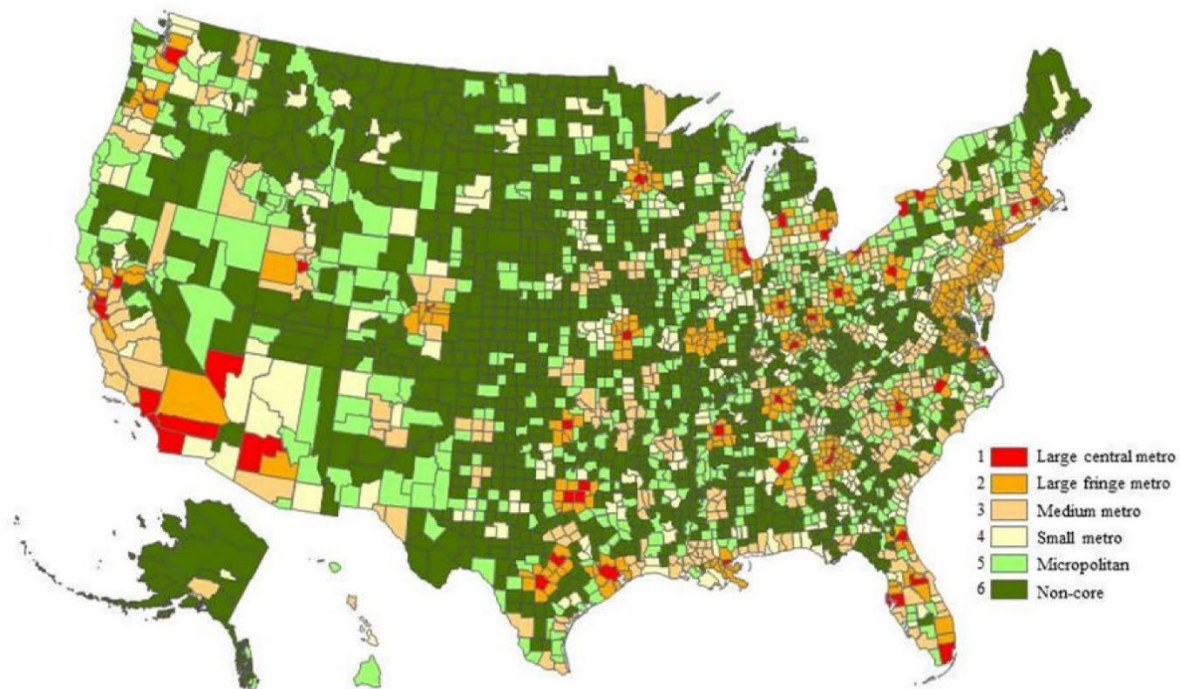 1 Large central metro
2 Large fringe metro
3 Medium metro
4 Small metro
5 Micropolitan
6 Non-core